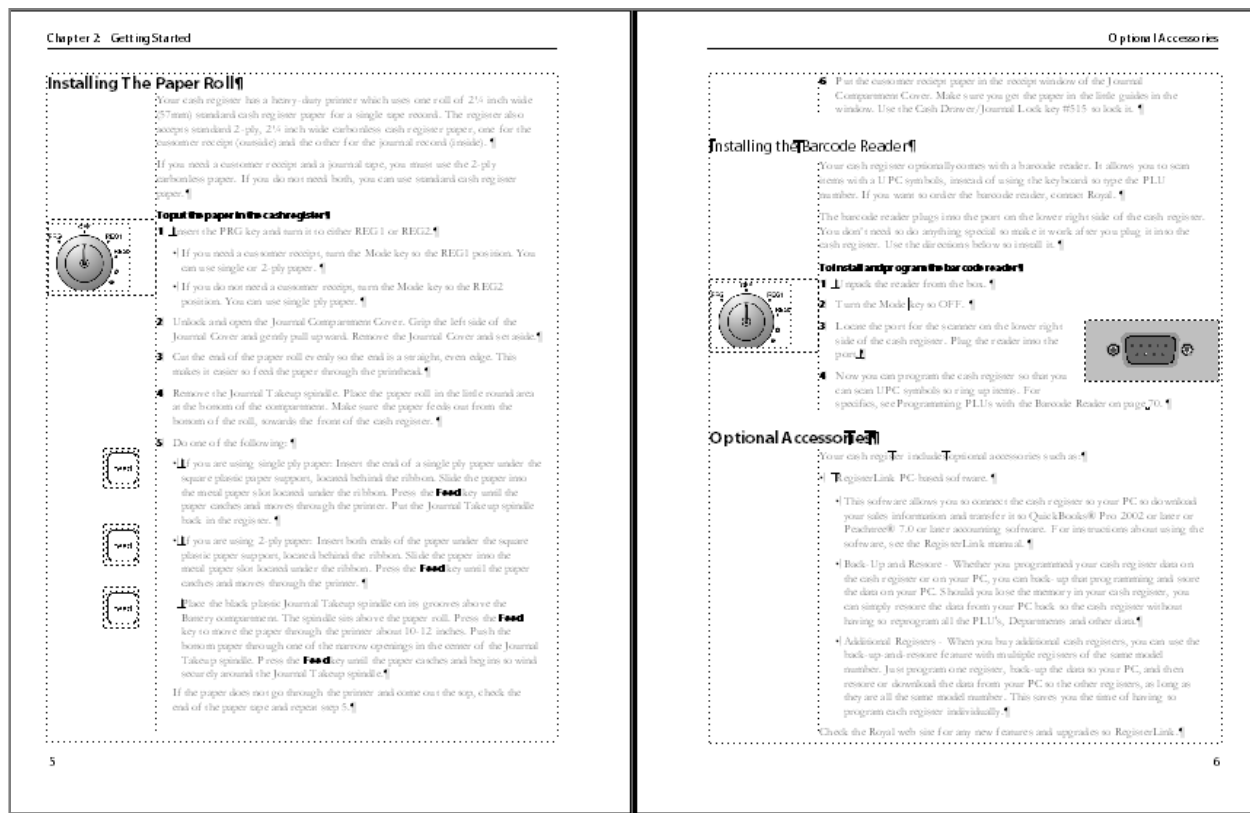 Chapter 2 Getting Started
Installing The Paper Roll¶
Your cash register has a heavy-duty printer which uses one roll of 2¼ inch wide
(57mm) standard cash register paper for a single tape record. The register also
accepts standard 2-ply, 2¼ inch wide carbonless cash register paper, one for the
customer receipt (outside) and the other for the journal record (inside). ¶
If you need a customer receipt and a journal tape, you must use the 2-ply
carbonless paper. If you do not need both, you can use standard cash register
paper.¶
To put the paper in the cash register¶
1 Insert the PRG key and turn it to either REG1 or REG2.¶
PRG OFF REG1
REG2
• If you need a customer receipt, turn the Mode key to the REG1 position. You
can use single or 2-ply paper. ¶
• If you do not need a customer receipt, turn the Mode key to the REG2
position. You can use single ply paper. ¶
2 Unlock and open the Journal Compartment Cover. Grip the left side of the
Journal Cover and gently pull upward. Remove the Journal Cover and set aside.¶
3 Cut the end of the paper roll evenly so the end is a straight, even edge. This
makes it easier to feed the paper through the printhead.¶
4 Remove the Journal Takeup spindle. Place the paper roll in the little round area
at the bottom of the compartment. Make sure the paper feeds out from the
bottom of the roll, towards the front of the cash register. ¶
5 Do one of the following: ¶
Feed
• If you are using single ply paper: Insert the end of a single ply paper under the
square plastic paper support, located behind the ribbon. Slide the paper into
the metal paper slot located under the ribbon. Press the Feed key until the
paper catches and moves through the printer. Put the Journal Takeup spindle
back in the register. ¶
Feed
• If you are using 2-ply paper: Insert both ends of the paper under the square
plastic paper support, located behind the ribbon. Slide the paper into the
metal paper slot located under the ribbon. Press the Feed key until the paper
catches and moves through the printer. ¶
Feed
Place the black plastic Journal Takeup spindle on its grooves above the
Battery compartment. The spindle sits above the paper roll. Press the Feed
key to move the paper through the printer about 10-12 inches. Push the
bottom paper through one of the narrow openings in the center of the Journal
Takeup spindle. Press the Feed key until the paper catches and begins to wind
securely around the Journal Takeup spindle.¶
If the paper does not go through the printer and come out the top, check the
end of the paper tape and repeat step 5.¶
5
Optional Accessories
6 Put the customer reciept paper in the receipt window of the Journal
Compartment Cover. Make sure you get the paper in the little guides in the
window. Use the Cash Drawer/Journal Lock key #515 to lock it. ¶
Installing the Barcode Reader¶
Your cash register optionally comes with a barcode reader. It allows you to scan
items with a UPC symbols, instead of using the keyboard to type the PLU
number. If you want to order the barcode reader, contact Royal. ¶
The barcode reader plugs into the port on the lower right side of the cash register.
You don't need to do anything special to make it work after you plug it into the
cash register. Use the directions below to install it. ¶
To install and program the bar code reader¶
1 Unpack the reader from the box. ¶
PRG OFF REG1
REG2
2 Turn the Mode key to OFF. ¶
3 Locate the port for the scanner on the lower right
side of the cash register. Plug the reader into the
port.¶
4 Now you can program the cash register so that you
can scan UPC symbols to ring up items. For
specifics, see Programming PLUs with the Barcode Reader on page 70. ¶
Optional Accessories¶
Your cash register includes optional accessories such as:¶
• RegisterLink PC-based software. ¶
• This software allows you to connect the cash register to your PC to download
your sales information and transfer it to QuickBooks® Pro 2002 or later or
Peachtree® 7.0 or later accounting software. For instructions about using the
software, see the RegisterLink manual. ¶
• Back-Up and Restore - Whether you programmed your cash register data on
the cash register or on your PC, you can back-up that programming and store
the data on your PC. Should you lose the memory in your cash register, you
can simply restore the data from your PC back to the cash register without
having to reprogram all the PLU's, Departments and other data.¶
• Additional Registers - When you buy additional cash registers, you can use the
back-up-and-restore feature with multiple registers of the same model
number. Just program one register, back-up the data to your PC, and then
restore or download the data from your PC to the other registers, as long as
they are all the same model number. This saves you the time of having to
program each register individually.¶
Check the Royal web site for any new features and upgrades to RegisterLink.¶
6